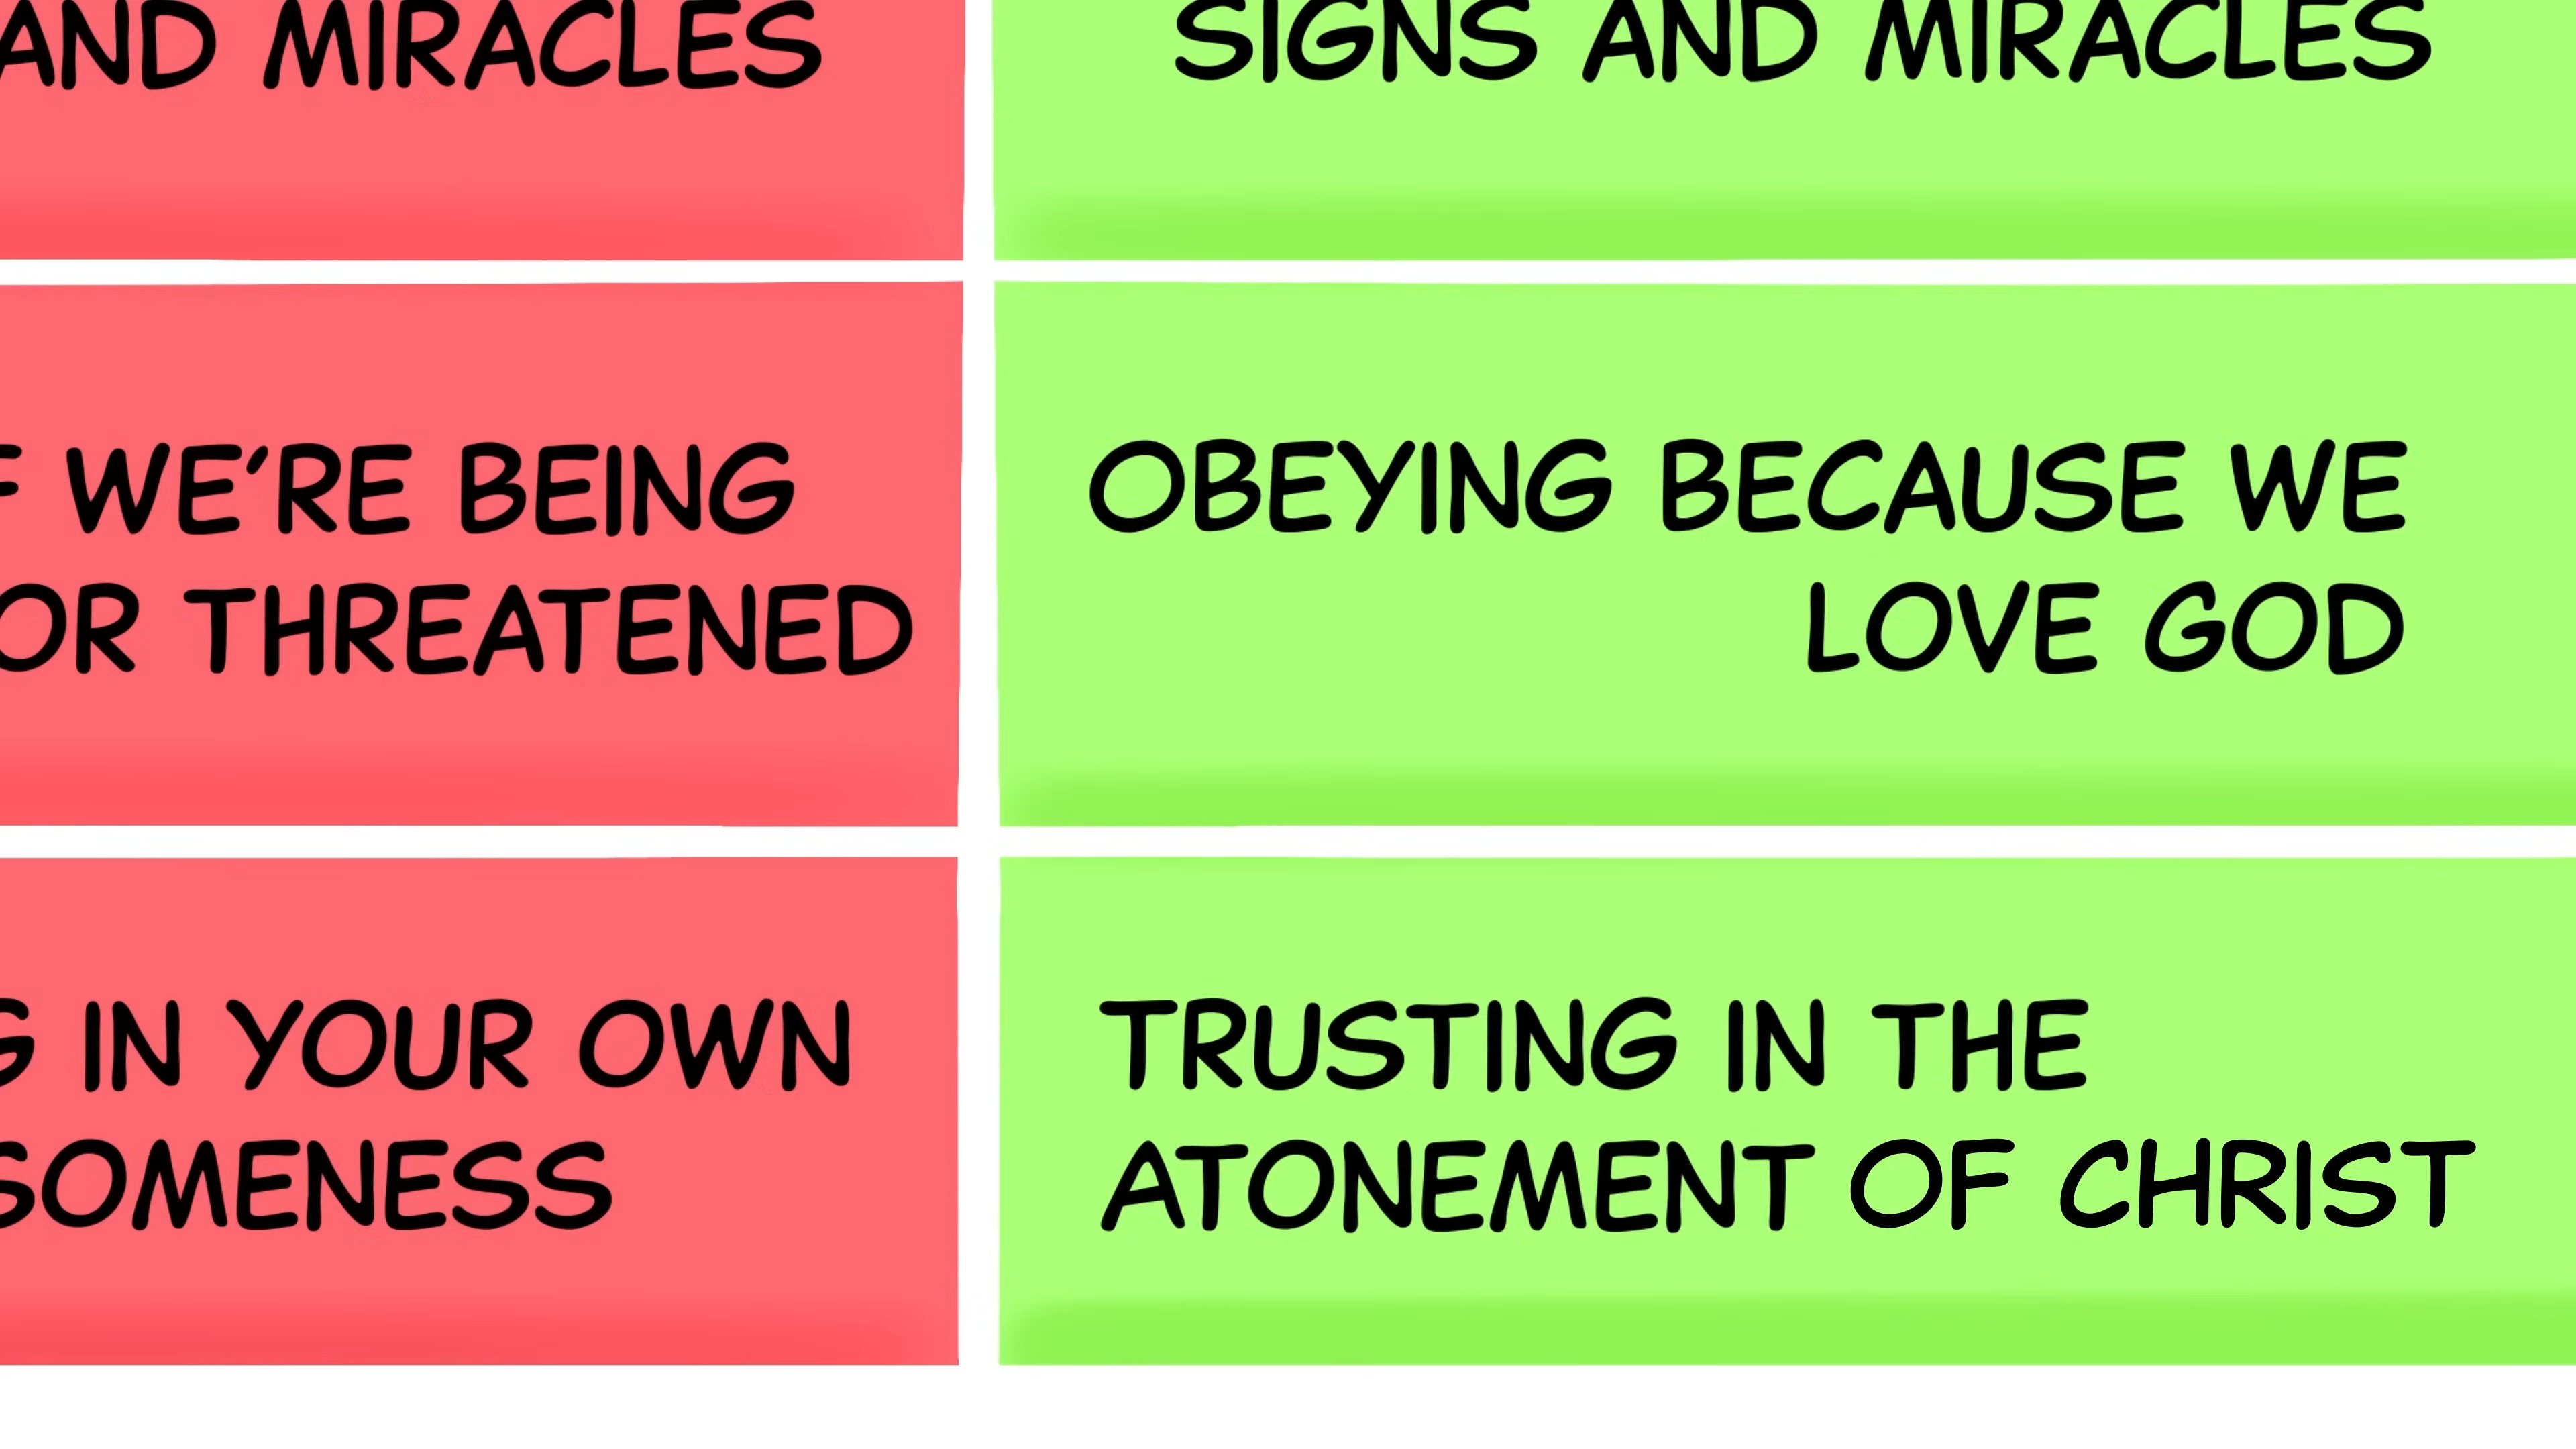 AND MIRACLES
SIGNS AND MIRACLES
WE'RE BEING
OR THREATENED
OBEYING BECAUSE WE
LOVE GOD
IN YOUR OWN
TRUSTING IN THE
ATONEMENT OF CHRIST